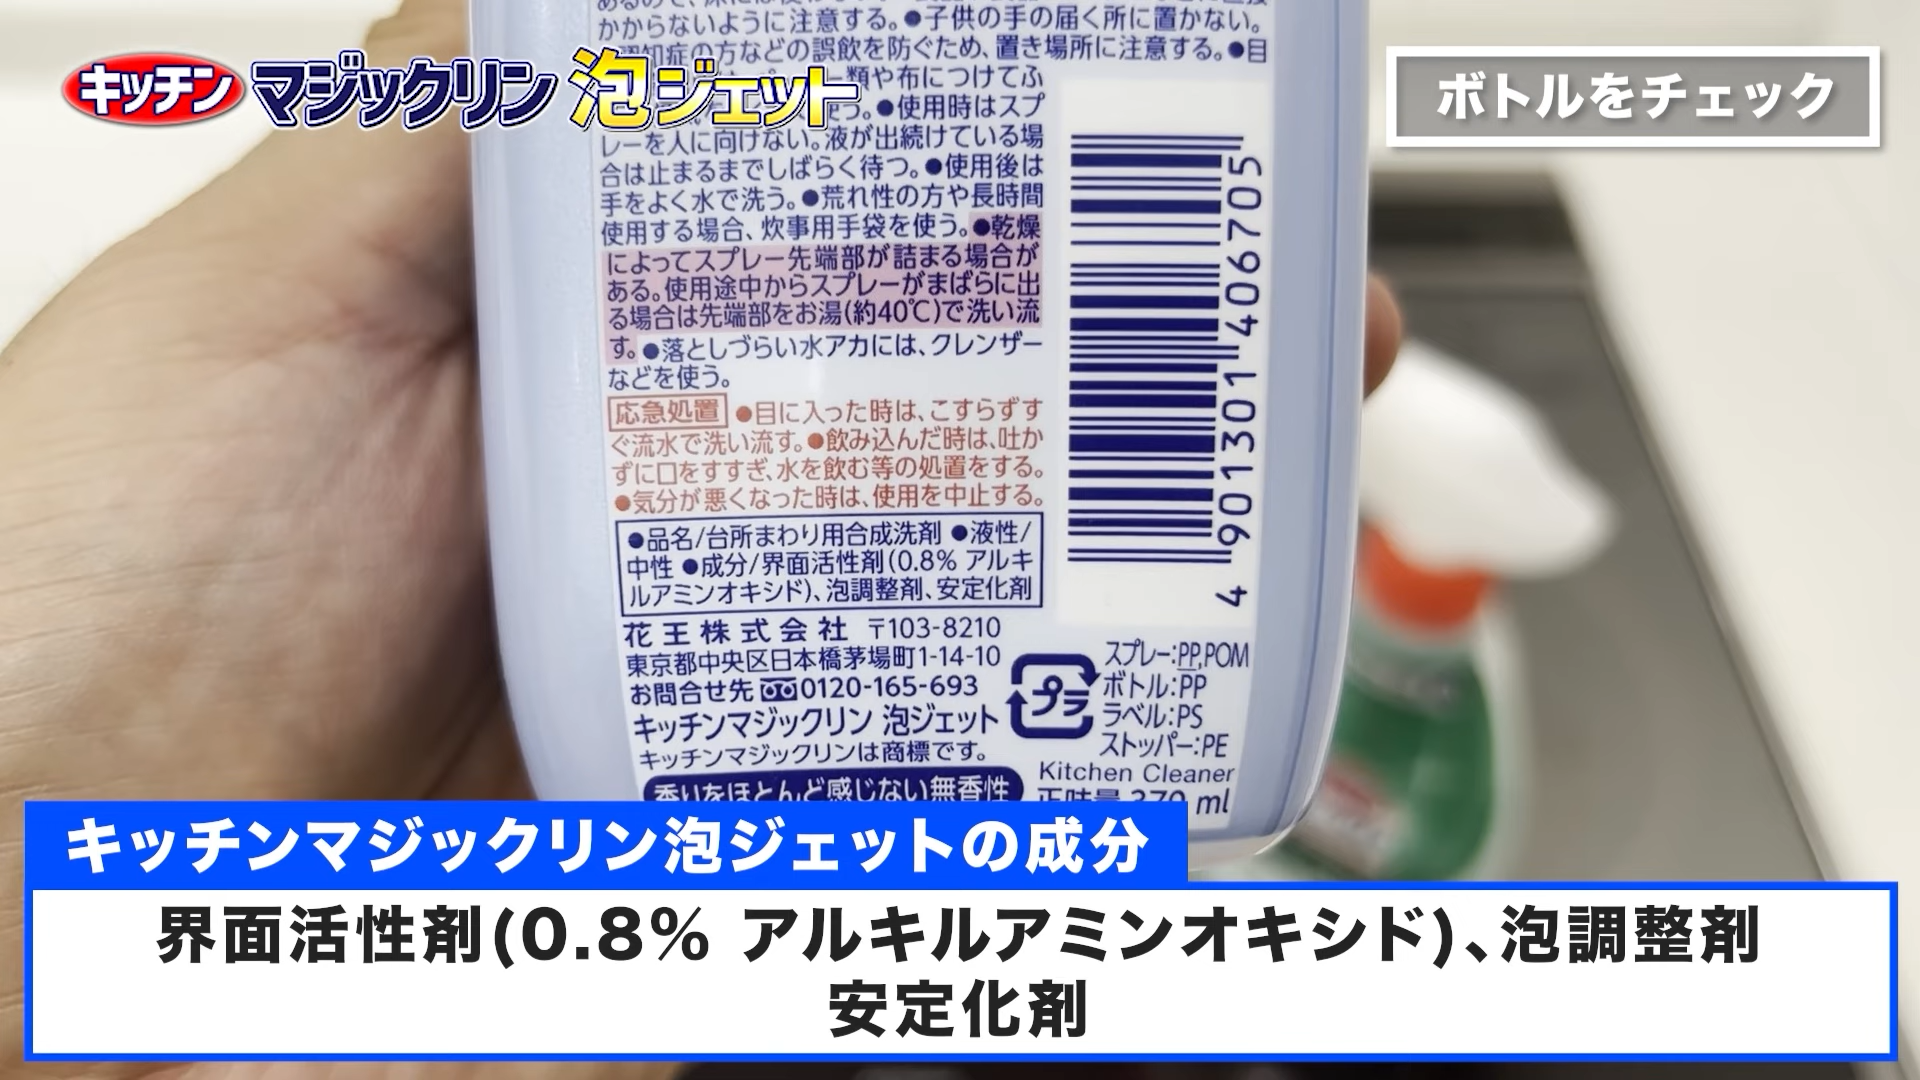 キッチン マジックリン 泡ジェット
ボトルをチェック
かからないように注意する。●子供の手の届く所に置かない。
認知症の方などの誤飲を防ぐため、置き場所に注意する。●目
類や布につけてふ
う。●使用時はスプ
レーを人に向けない。液が出続けている場
合は止まるまでしばらく待つ。●使用後は
手をよく水で洗う。●荒れ性の方や長時間
使用する場合、炊事用手袋を使う。●乾燥
によってスプレー先端部が詰まる場合が
ある。使用途中からスプレーがまばらに出
る場合は先端部をお湯(約40℃)で洗い流
す。●落としづらい水アカには、クレンザー
などを使う。
応急処置 ●目に入った時は、こすらずす
ぐ流水で洗い流す。●飲み込んだ時は、吐か
ずに口をすすぎ、水を飲む等の処置をする。
●気分が悪くなった時は、使用を中止する。
●品名/台所まわり用合成洗剤 ●液性/
中性 ●成分/界面活性剤(0.8% アルキ
ルアミンオキシド)、泡調整剤、安定化剤
花王株式会社 〒103-8210
東京都中央区日本橋茅場町1-14-10
お問合せ先 0120-165-693
キッチンマジックリン 泡ジェット
キッチンマジックリンは商標です。
香りをほとんど感じない無香性
4 901301 406705
プラ
スプレー:PP,POM
ボトル:PP
ラベル:PS
ストッパー:PE
Kitchen Cleaner
正味量 370 ml
キッチンマジックリン泡ジェットの成分
界面活性剤(0.8% アルキルアミンオキシド)、泡調整剤
安定化剤